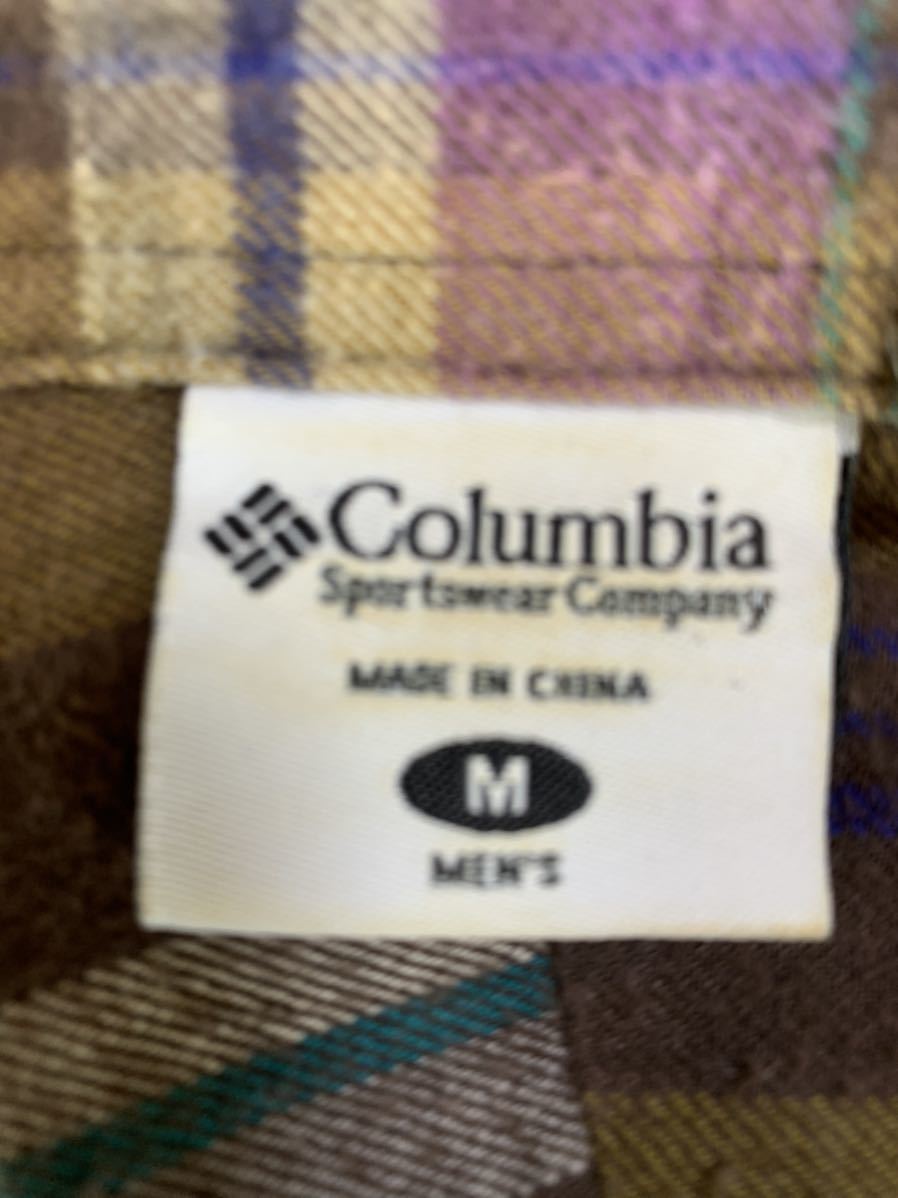 Columbia
Sportswear Company
MADE IN CHINA
M
MEN'S